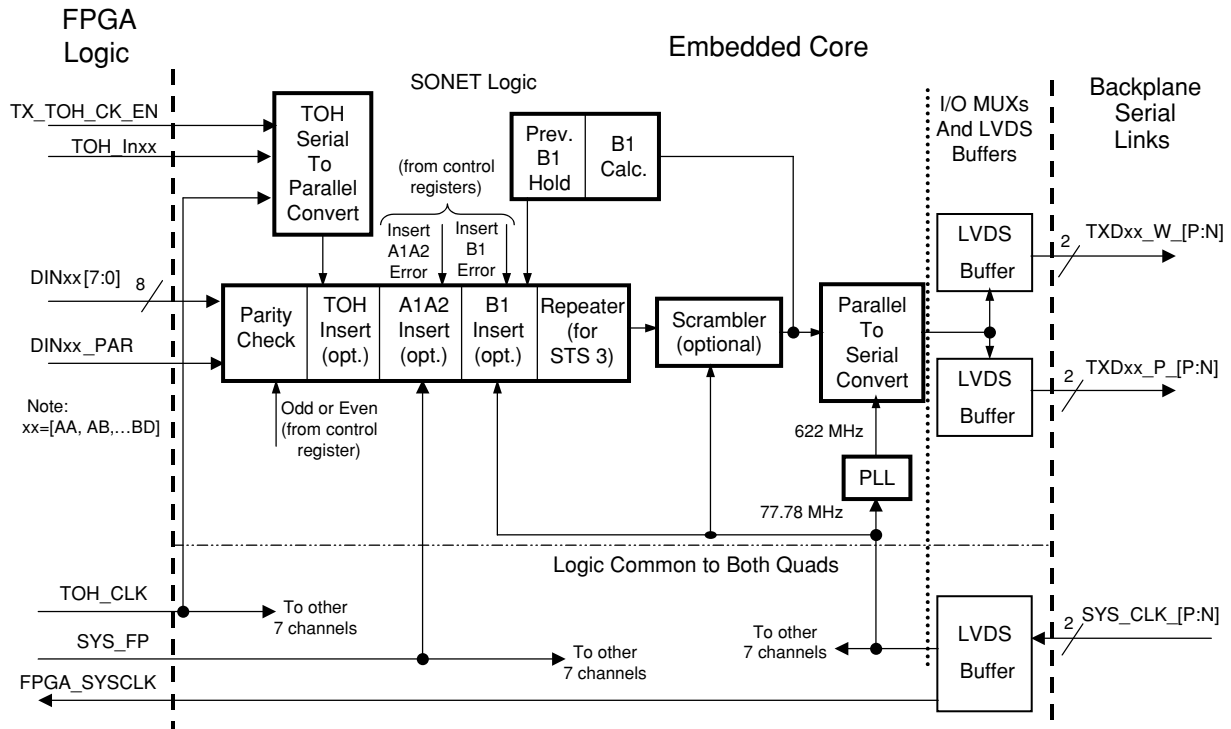 FPGA
Logic
Embedded Core
SONET Logic
I/O MUXs
And LVDS
Buffers
Backplane
Serial
Links
TX_TOH_CK_EN
TOH_Inxx
TOH
Serial
To
Parallel
Convert
(from control
registers)
Prev.
B1
Hold
B1
Calc.
Insert
A1A2
Error
Insert
B1
Error
LVDS
Buffer
2
TXDxx_W_[P:N]
DINxx[7:0]
8
DINxx_PAR
Parity
Check
TOH
Insert
(opt.)
A1A2
Insert
(opt.)
B1
Insert
(opt.)
Repeater
(for
STS 3)
Scrambler
(optional)
Parallel
To
Serial
Convert
LVDS
Buffer
2
TXDxx_P_[P:N]
Note:
xx=[AA, AB,...BD]
Odd or Even
(from control
register)
622 MHz
PLL
77.78 MHz
Logic Common to Both Quads
TOH_CLK
To other
7 channels
SYS_FP
To other
7 channels
To other
7 channels
LVDS
Buffer
2
SYS_CLK_[P:N]
FPGA_SYSCLK